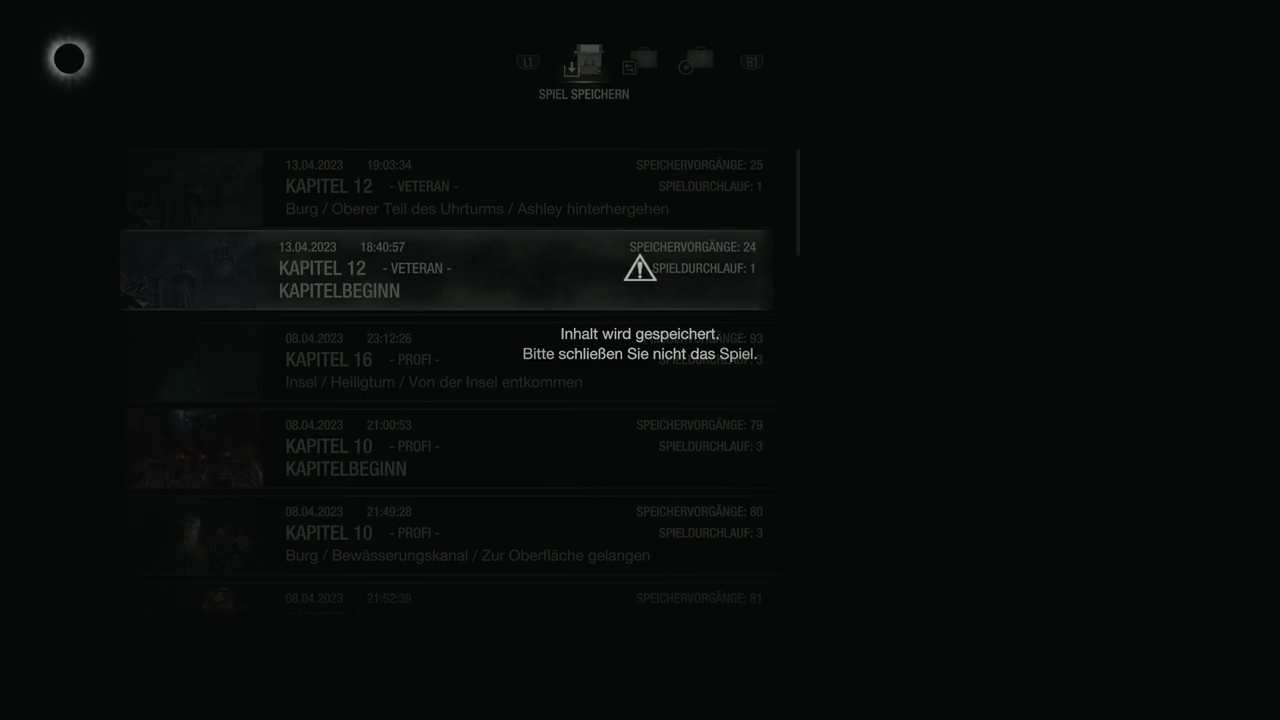 L1
R1
SPIEL SPEICHERN
13.04.2023 19:03:34 SPEICHERVORGÄNGE: 25
KAPITEL 12 - VETERAN - SPIELDURCHLAUF: 1
Burg / Oberer Teil des Uhrturms / Ashley hinterhergehen
13.04.2023 18:40:57 SPEICHERVORGÄNGE: 24
KAPITEL 12 - VETERAN - SPIELDURCHLAUF: 1
KAPITELBEGINN
Inhalt wird gespeichert.
Bitte schließen Sie nicht das Spiel.
08.04.2023 23:12:26 SPEICHERVORGÄNGE: 93
KAPITEL 16 - PROFI - SPIELDURCHLAUF: 3
Insel / Heiligtum / Von der Insel entkommen
08.04.2023 21:00:53 SPEICHERVORGÄNGE: 79
KAPITEL 10 - PROFI - SPIELDURCHLAUF: 3
KAPITELBEGINN
08.04.2023 21:49:28 SPEICHERVORGÄNGE: 80
KAPITEL 10 - PROFI - SPIELDURCHLAUF: 3
Burg / Bewässerungskanal / Zur Oberfläche gelangen
08.04.2023 21:52:39 SPEICHERVORGÄNGE: 81